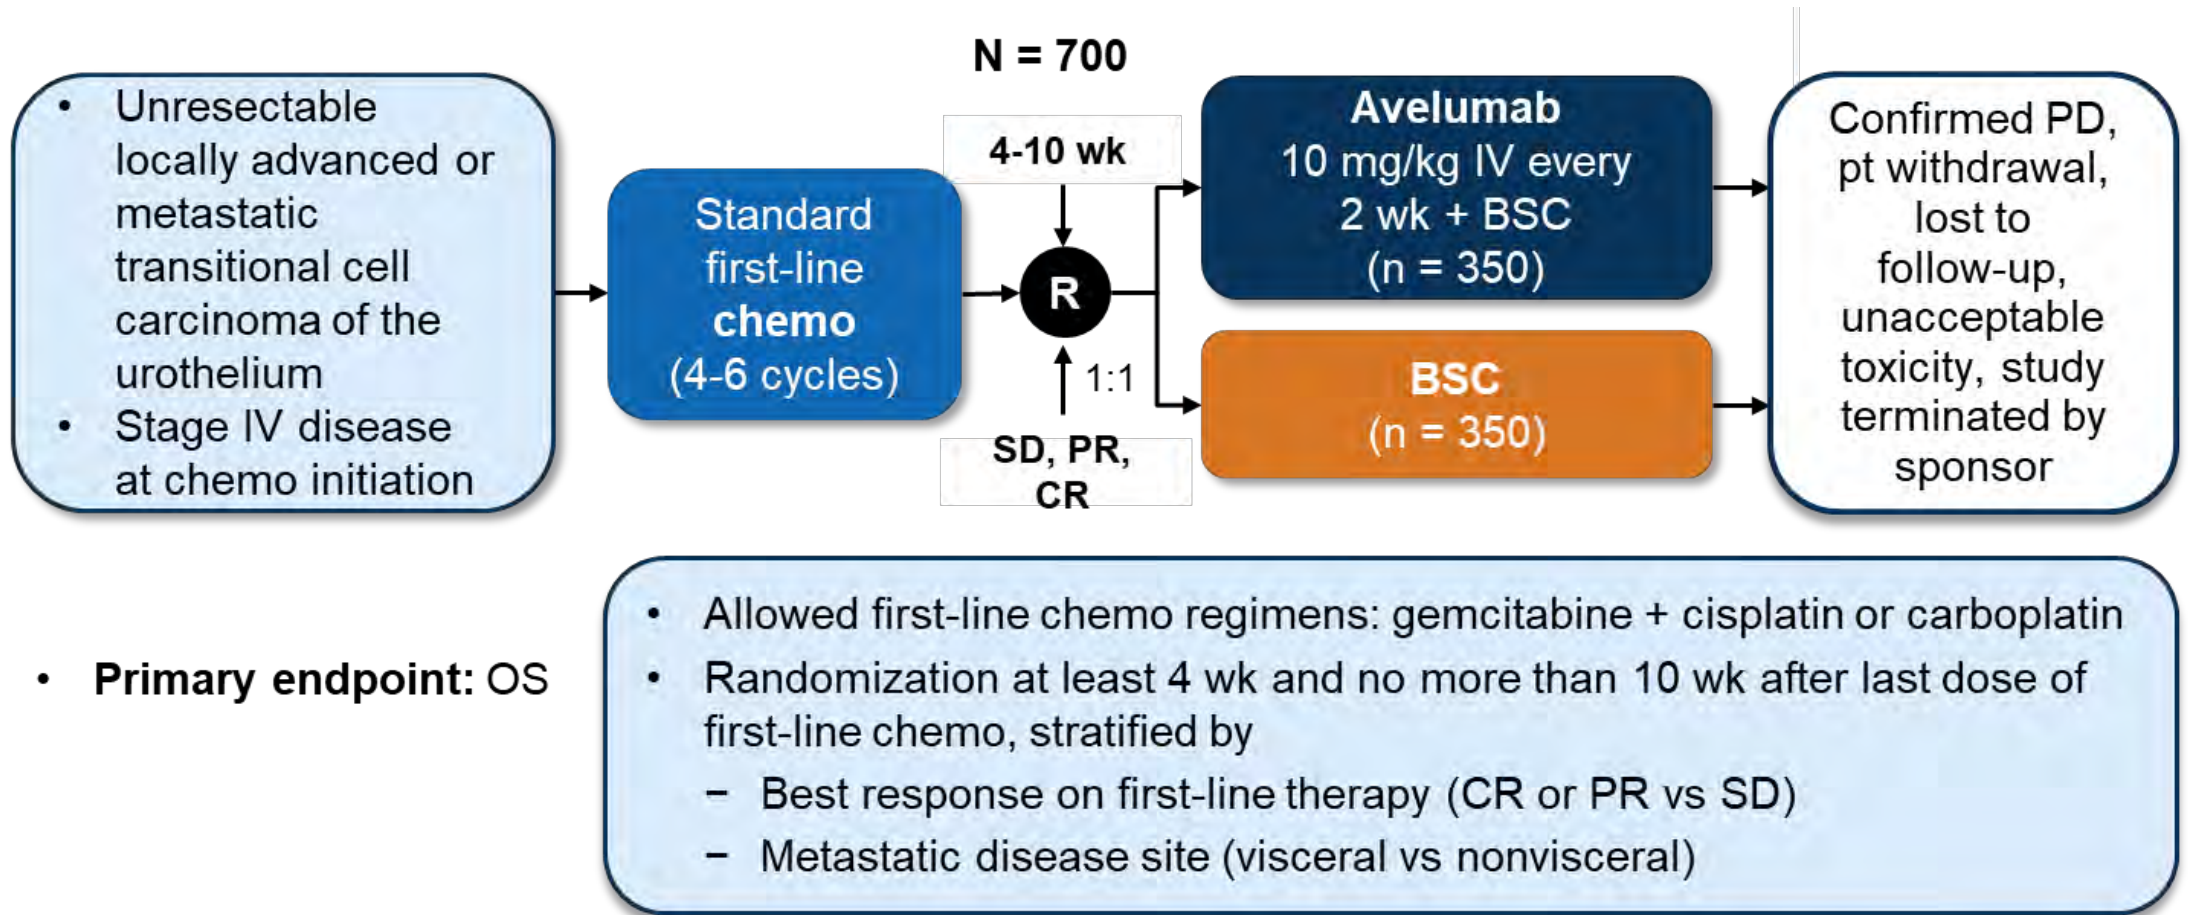 • Unresectable
locally advanced or
metastatic
transitional cell
carcinoma of the
urothelium
• Stage IV disease
at chemo initiation
Standard
first-line
chemo
(4-6 cycles)
N = 700
4-10 wk
R
1:1
SD, PR,
CR
Avelumab
10 mg/kg IV every
2 wk + BSC
(n = 350)
BSC
(n = 350)
Confirmed PD,
pt withdrawal,
lost to
follow-up,
unacceptable
toxicity, study
terminated by
sponsor
• Primary endpoint: OS
• Allowed first-line chemo regimens: gemcitabine + cisplatin or carboplatin
• Randomization at least 4 wk and no more than 10 wk after last dose of
first-line chemo, stratified by
− Best response on first-line therapy (CR or PR vs SD)
− Metastatic disease site (visceral vs nonvisceral)